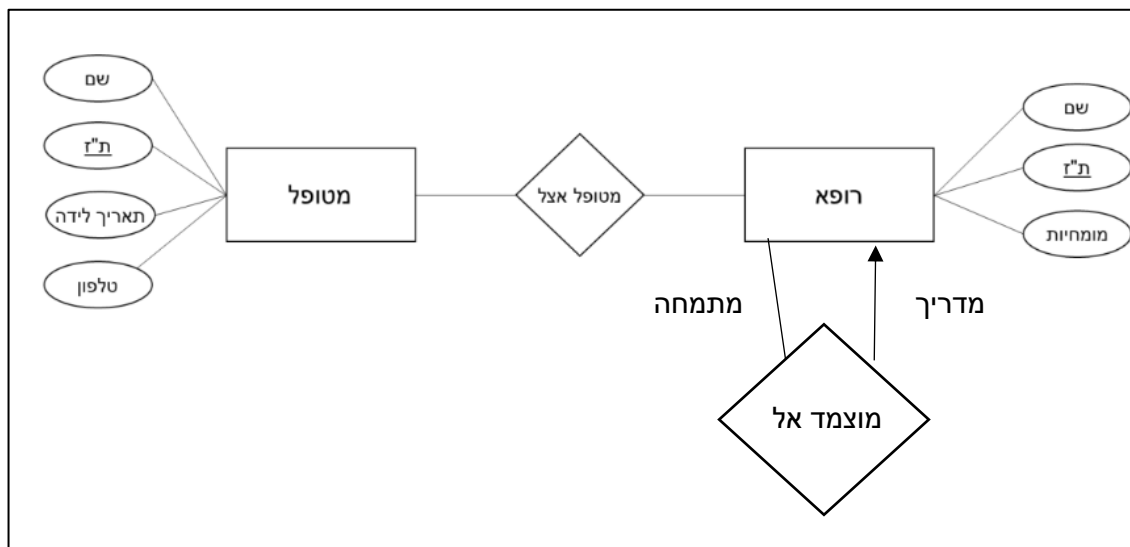 שם
ת"ז
מומחיות
רופא
מטופל אצל
מטופל
שם
ת"ז
תאריך לידה
טלפון
מדריך
מתמחה
מוצמד אל